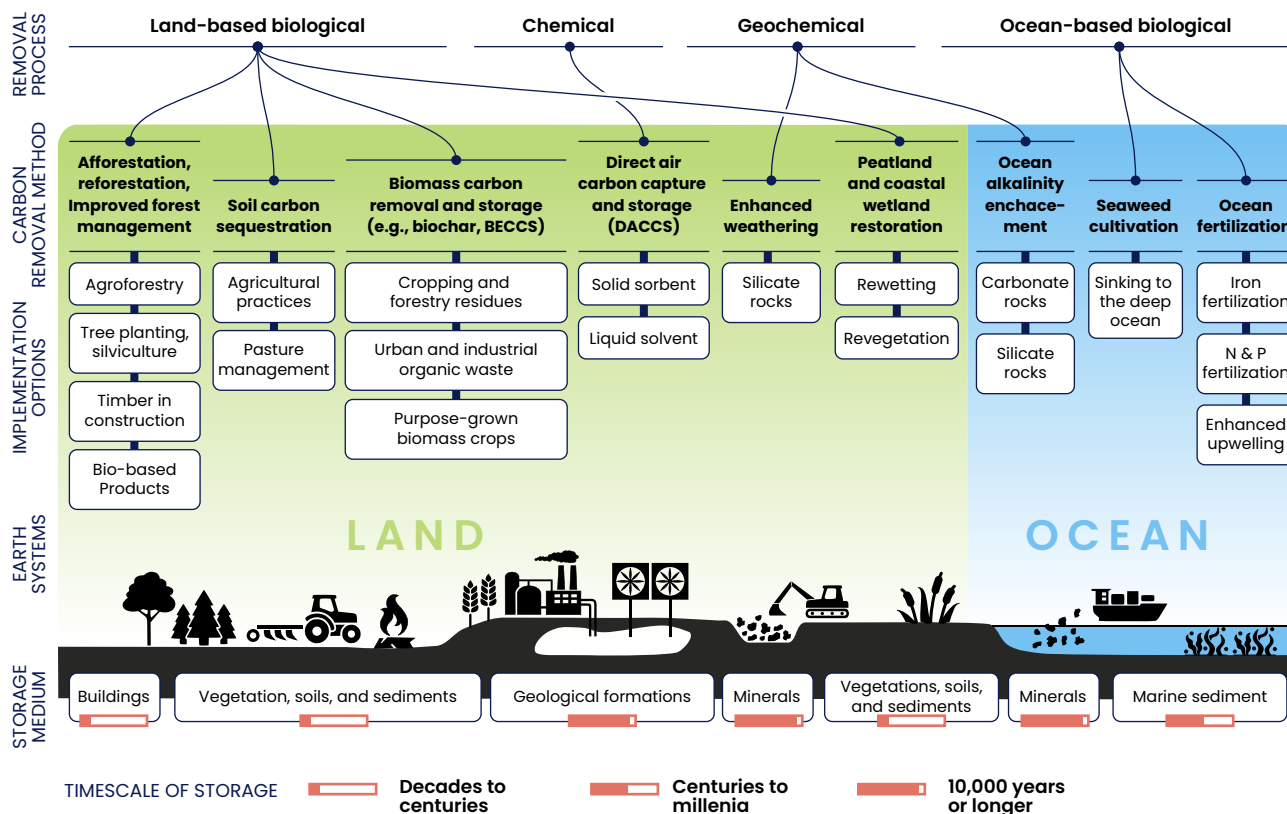 REMOVAL
PROCESS
Land-based biological
Chemical
Geochemical
Ocean-based biological
CARBON
REMOVAL METHOD
Afforestation,
reforestation,
Improved forest
management
Soil carbon
sequestration
Biomass carbon
removal and storage
(e.g., biochar, BECCS)
Direct air
carbon capture
and storage
(DACCS)
Enhanced
weathering
Peatland
and coastal
wetland
restoration
Ocean
alkalinity
enchace-
ment
Seaweed
cultivation
Ocean
fertilization
IMPLEMENTATION
OPTIONS
Agroforestry
Tree planting,
silviculture
Timber in
construction
Bio-based
Products
Agricultural
practices
Pasture
management
Cropping and
forestry residues
Urban and industrial
organic waste
Purpose-grown
biomass crops
Solid sorbent
Liquid solvent
Silicate
rocks
Rewetting
Revegetation
Carbonate
rocks
Silicate
rocks
Sinking to
the deep
ocean
Iron
fertilization
N & P
fertilization
Enhanced
upwelling
EARTH
SYSTEMS
LAND
OCEAN
STORAGE
MEDIUM
Buildings
Vegetation, soils, and sediments
Geological formations
Minerals
Vegetations, soils,
and sediments
Minerals
Marine sediment
TIMESCALE OF STORAGE
Decades to
centuries
Centuries to
millenia
10,000 years
or longer